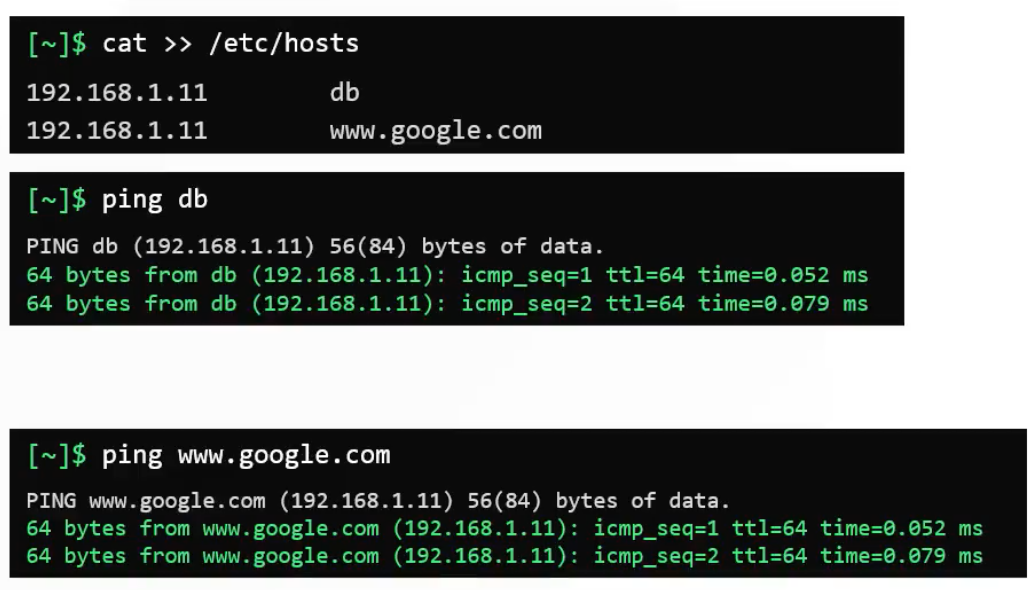 [~]$ cat >> /etc/hosts
192.168.1.11 db
192.168.1.11 www.google.com
[~]$ ping db
PING db (192.168.1.11) 56(84) bytes of data.
64 bytes from db (192.168.1.11): icmp_seq=1 ttl=64 time=0.052 ms
64 bytes from db (192.168.1.11): icmp_seq=2 ttl=64 time=0.079 ms
[~]$ ping www.google.com
PING www.google.com (192.168.1.11) 56(84) bytes of data.
64 bytes from www.google.com (192.168.1.11): icmp_seq=1 ttl=64 time=0.052 ms
64 bytes from www.google.com (192.168.1.11): icmp_seq=2 ttl=64 time=0.079 ms